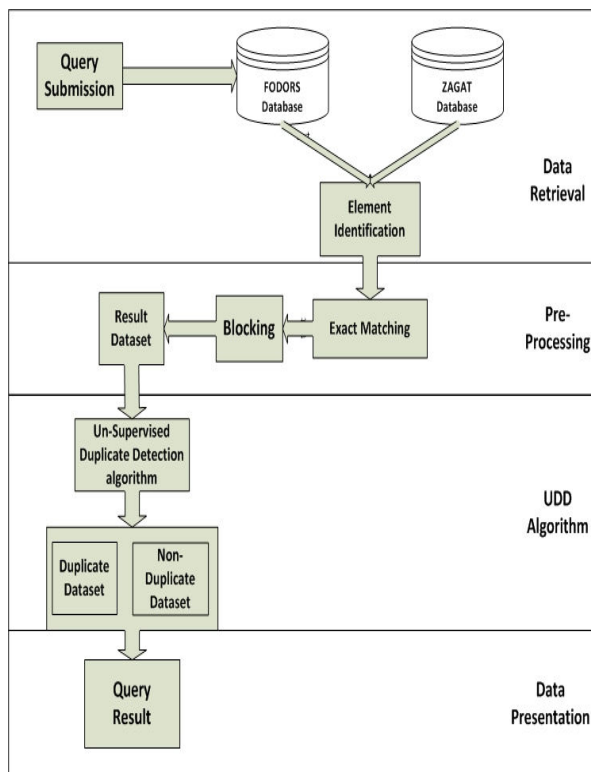 Query
Submission
FODORS
Database
ZAGAT
Database
Element
Identification
Data
Retrieval
Result
Dataset
Blocking
Exact Matching
Pre-
Processing
Un-Supervised
Duplicate Detection
algorithm
UDD
Algorithm
Duplicate
Dataset
Non-
Duplicate
Dataset
Query
Result
Data
Presentation